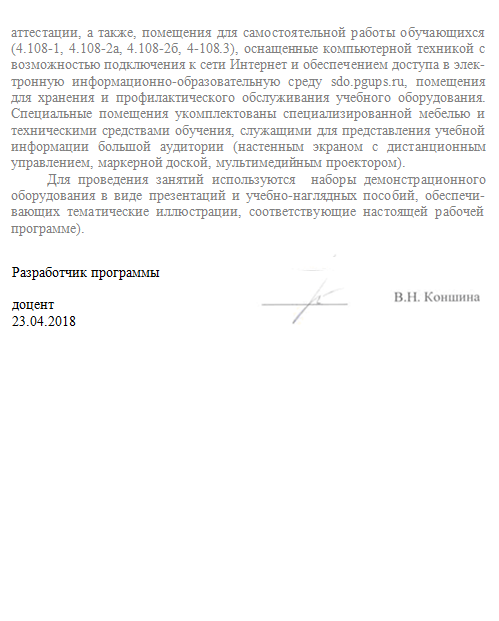 аттестации, а также, помещения для самостоятельной работы обучающихся
(4.108-1, 4.108-2а, 4.108-2б, 4-108.3), оснащенные компьютерной техникой с
возможностью подключения к сети Интернет и обеспечением доступа в элек-
тронную информационно-образовательную среду sdo.pgups.ru, помещения
для хранения и профилактического обслуживания учебного оборудования.
Специальные помещения укомплектованы специализированной мебелью и
техническими средствами обучения, служащими для представления учебной
информации большой аудитории (настенным экраном с дистанционным
управлением, маркерной доской, мультимедийным проектором).
Для проведения занятий используются наборы демонстрационного
оборудования в виде презентаций и учебно-наглядных пособий, обеспечи-
вающих тематические иллюстрации, соответствующие настоящей рабочей
программе).
Разработчик программы
доцент
В.Н. Коншина
23.04.2018